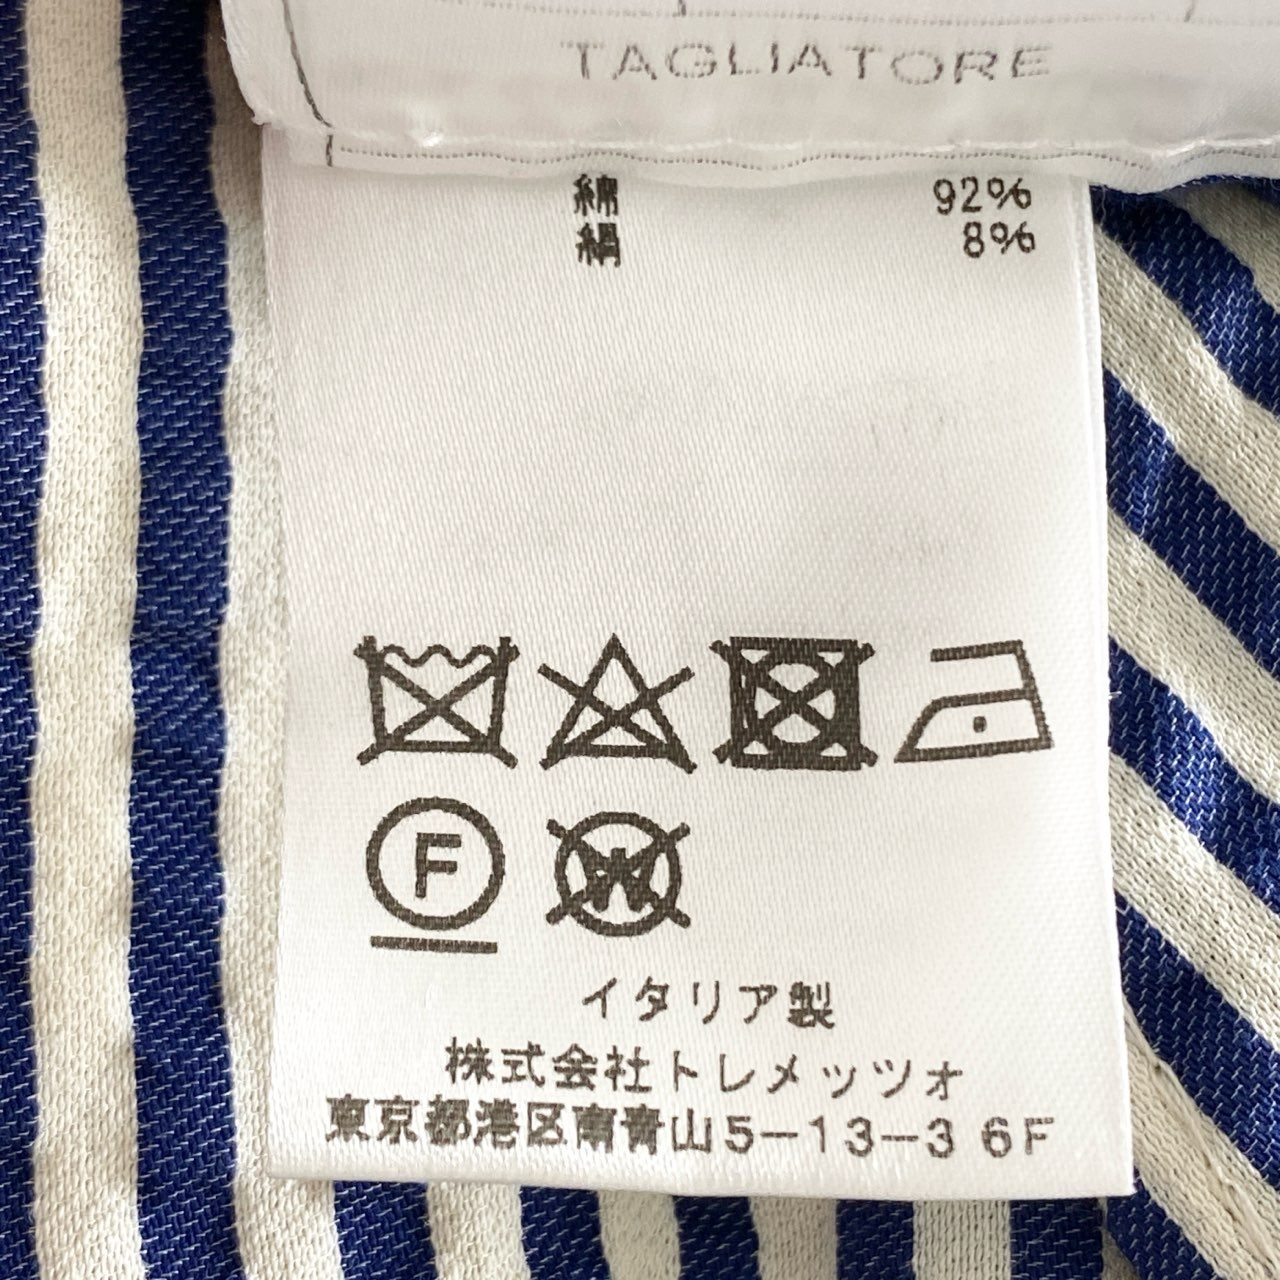 TAGLIATORE
綿 92%
絹 8%
F
W
イタリア製
株式会社トレメッツォ
東京都港区南青山5-13-3 6F